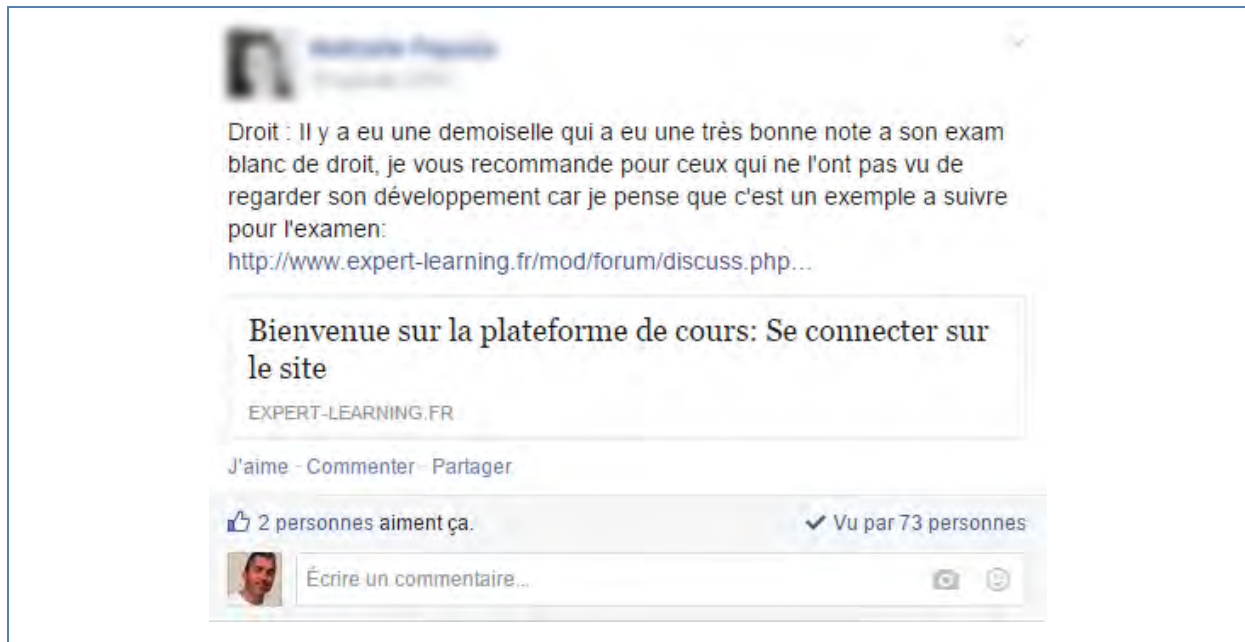 Droit : Il y a eu une demoiselle qui a eu une très bonne note a son exam
blanc de droit, je vous recommande pour ceux qui ne l'ont pas vu de
regarder son développement car je pense que c'est un exemple a suivre
pour l'examen:
http://www.expert-learning.fr/mod/forum/discuss.php...
Bienvenue sur la plateforme de cours: Se connecter sur
le site
EXPERT-LEARNING.FR
J'aime - Commenter - Partager
2 personnes aiment ça.
Vu par 73 personnes
Écrire un commentaire...